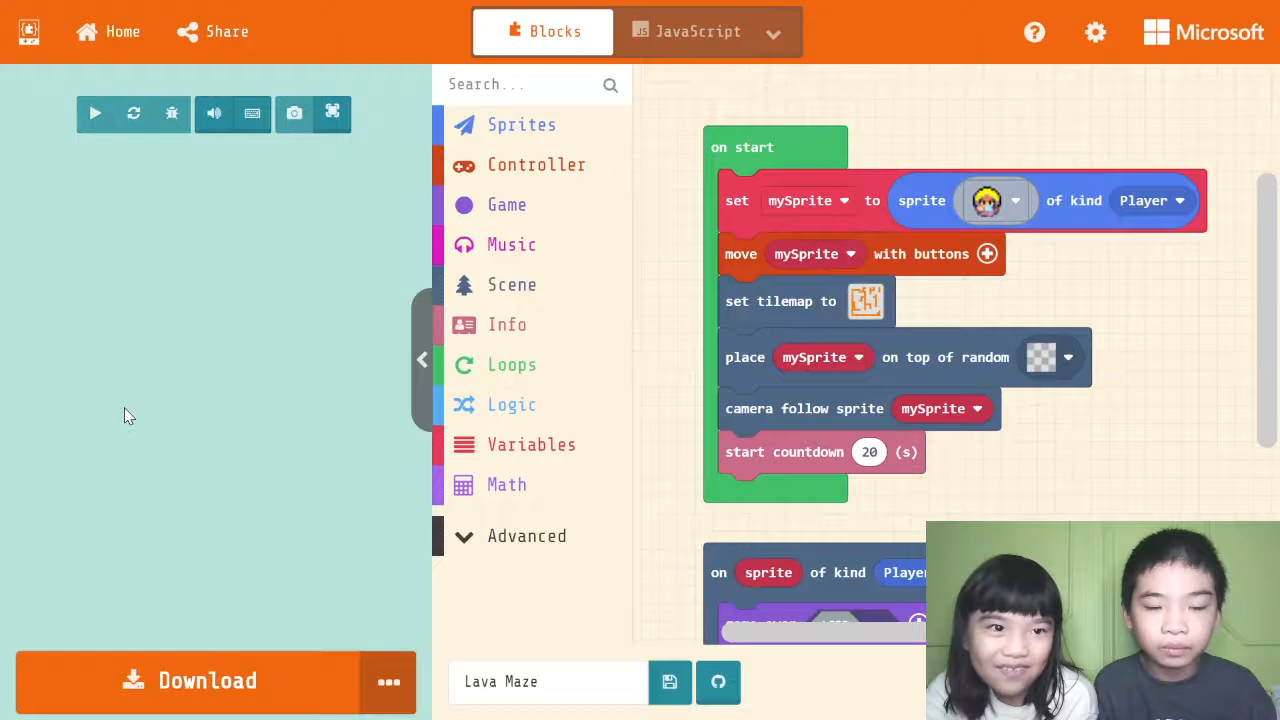 Home Share Blocks JavaScript Microsoft
Search...
Sprites
Controller
Game
Music
Scene
Info
Loops
Logic
Variables
Math
Advanced
on start
set mySprite to sprite of kind Player
move mySprite with buttons
set tilemap to
place mySprite on top of random
camera follow sprite mySprite
start countdown 20 (s)
on sprite of kind Player
Download
Lava Maze